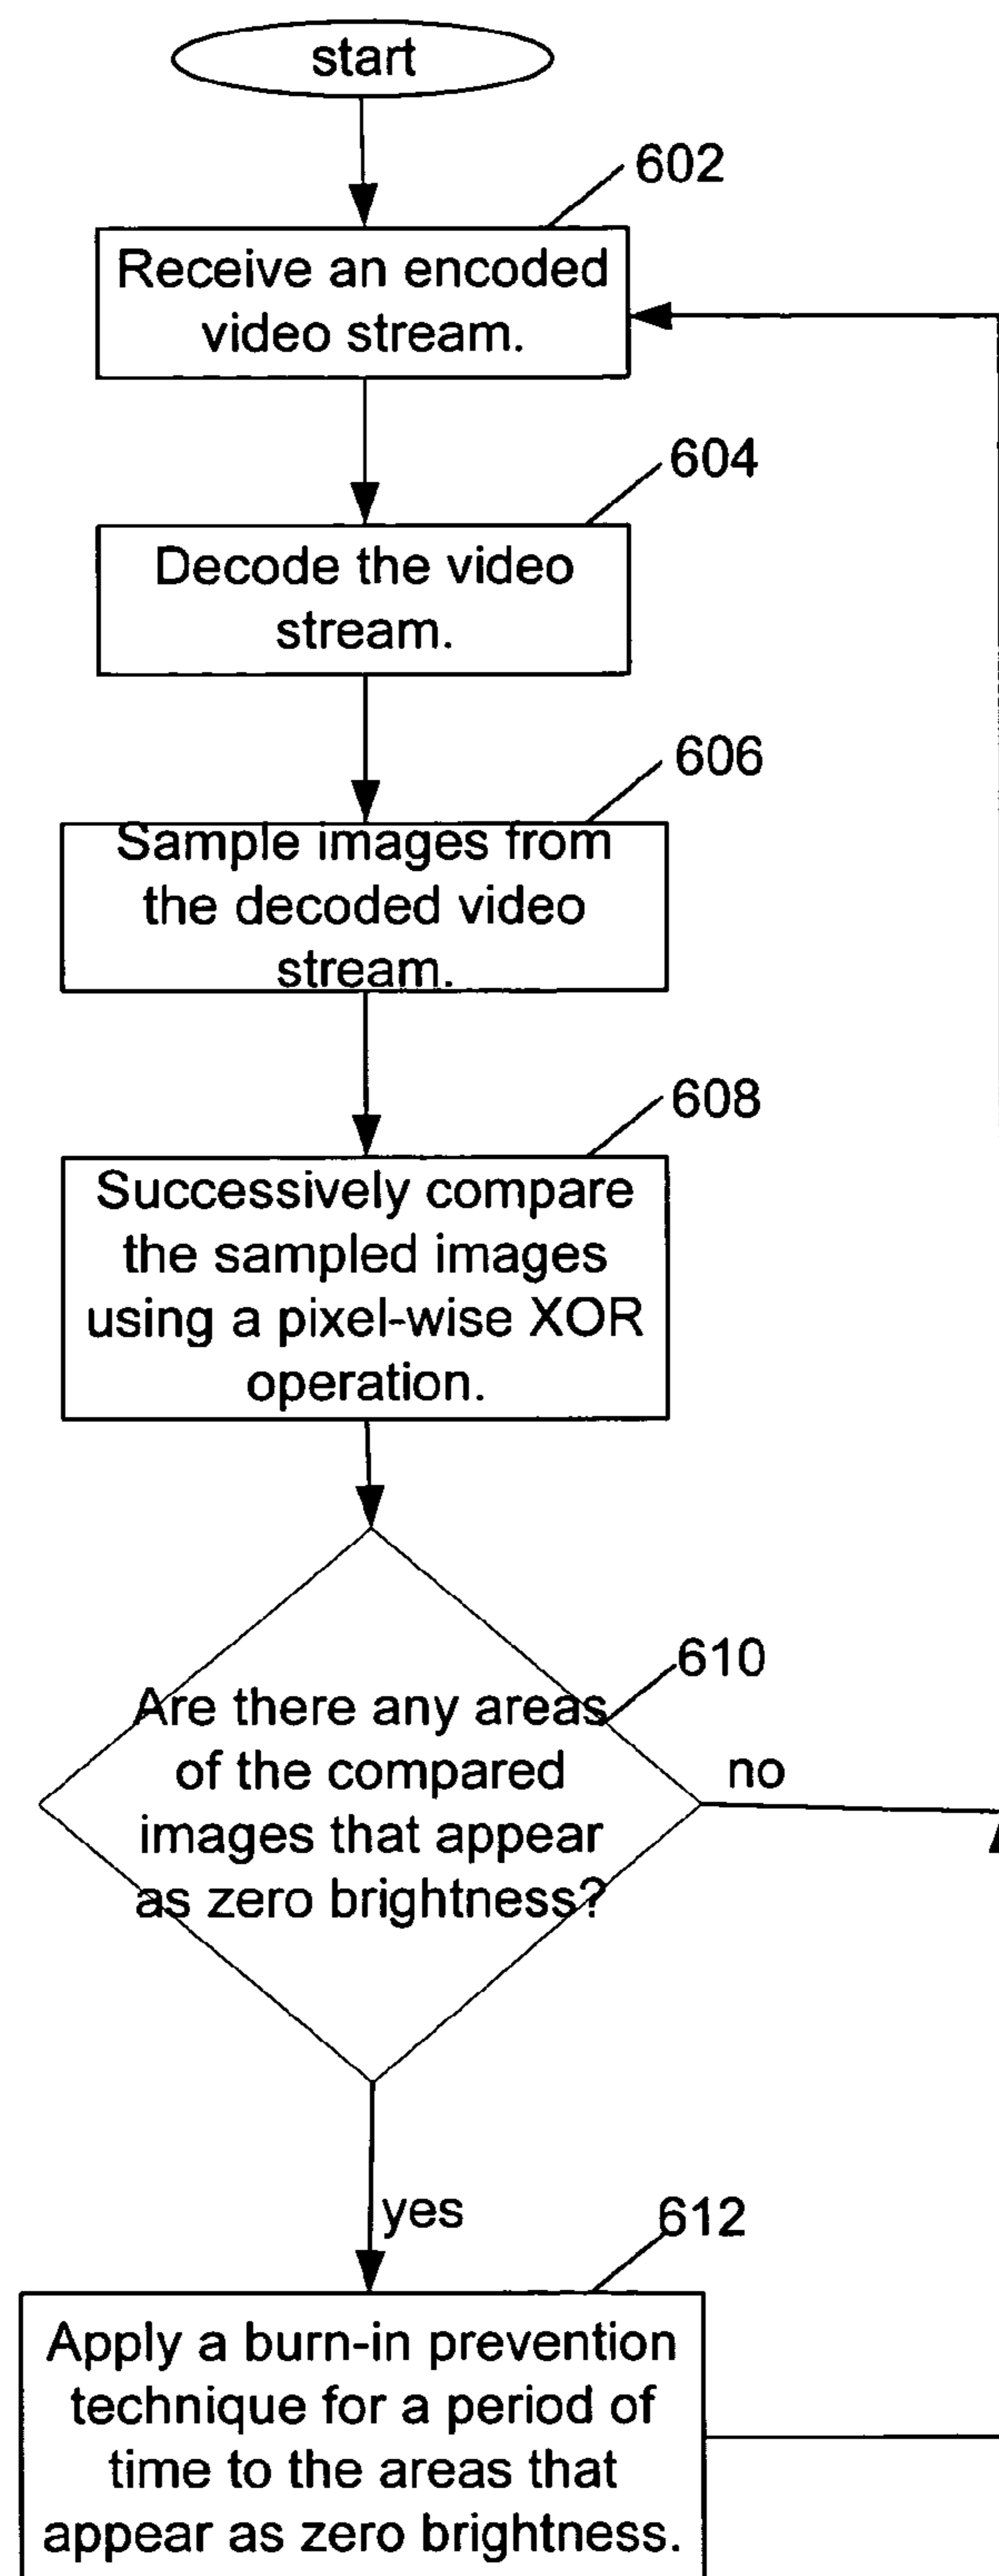 start
602
Receive an encoded
video stream.
604
Decode the video
stream.
606
Sample images from
the decoded video
stream.
608
Successively compare
the sampled images
using a pixel-wise XOR
operation.
610
Are there any areas
of the compared
images that appear
as zero brightness?
no
yes
612
Apply a burn-in prevention
technique for a period of
time to the areas that
appear as zero brightness.